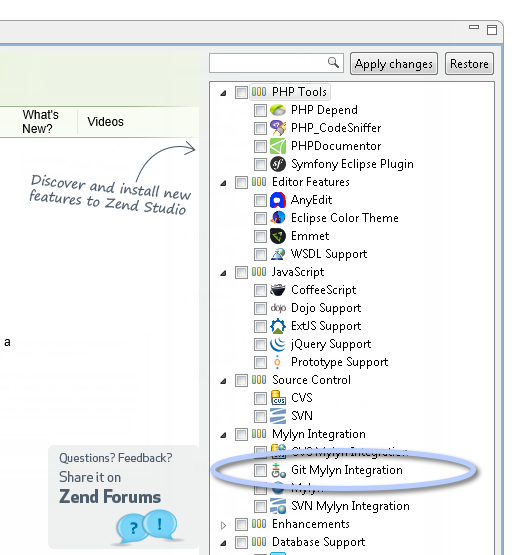 Apply changes
Restore
What's
New?
Videos
Discover and install new
features to Zend Studio
a
PHP Tools
PHP Depend
PHP_CodeSniffer
PHPDocumentor
Symfony Eclipse Plugin
Editor Features
AnyEdit
Eclipse Color Theme
Emmet
WSDL Support
JavaScript
CoffeeScript
dojo Dojo Support
ExtJS Support
jQuery Support
Prototype Support
Source Control
CVS CVS
SVN
Mylyn Integration
CVS Mylyn Integration
Git Mylyn Integration
Mylyn
SVN Mylyn Integration
Enhancements
Database Support
Questions? Feedback?
Share it on
Zend Forums
? !